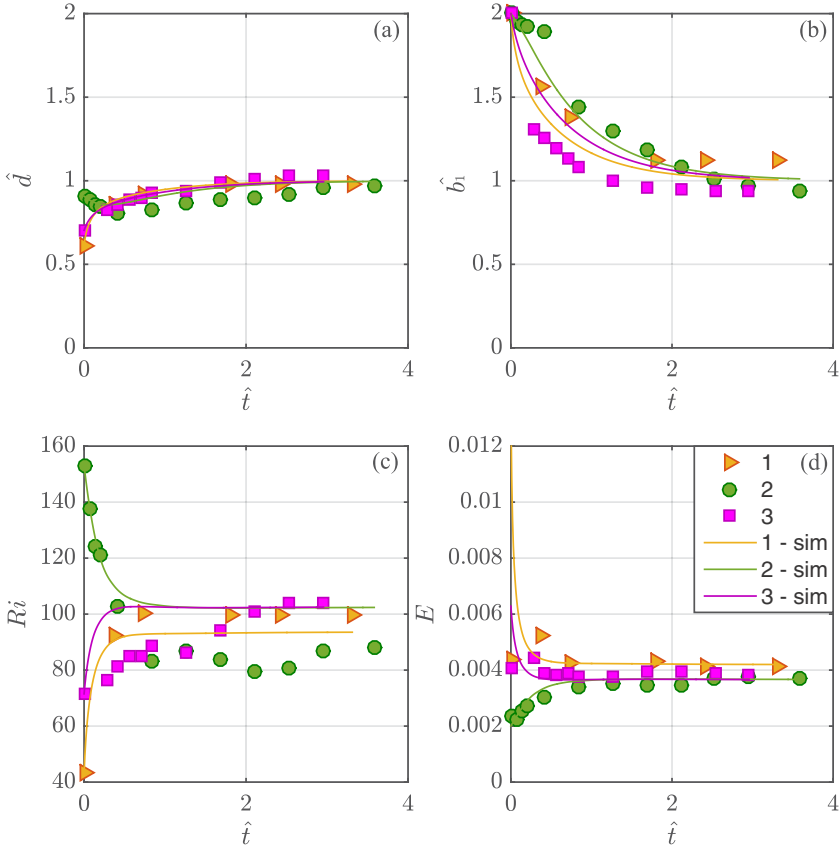 2 (a)
1.5
d̂ 1
0.5
0
0 2 4
t̂
2 (b)
1.5
b̂₁ 1
0.5
0
0 2 4
t̂
160 (c)
140
120
Ri 100
80
60
40
0 2 4
t̂
0.012 (d)
0.01
0.008
E 0.006
0.004
0.002
0
0 2 4
t̂
1
2
3
1 - sim
2 - sim
3 - sim